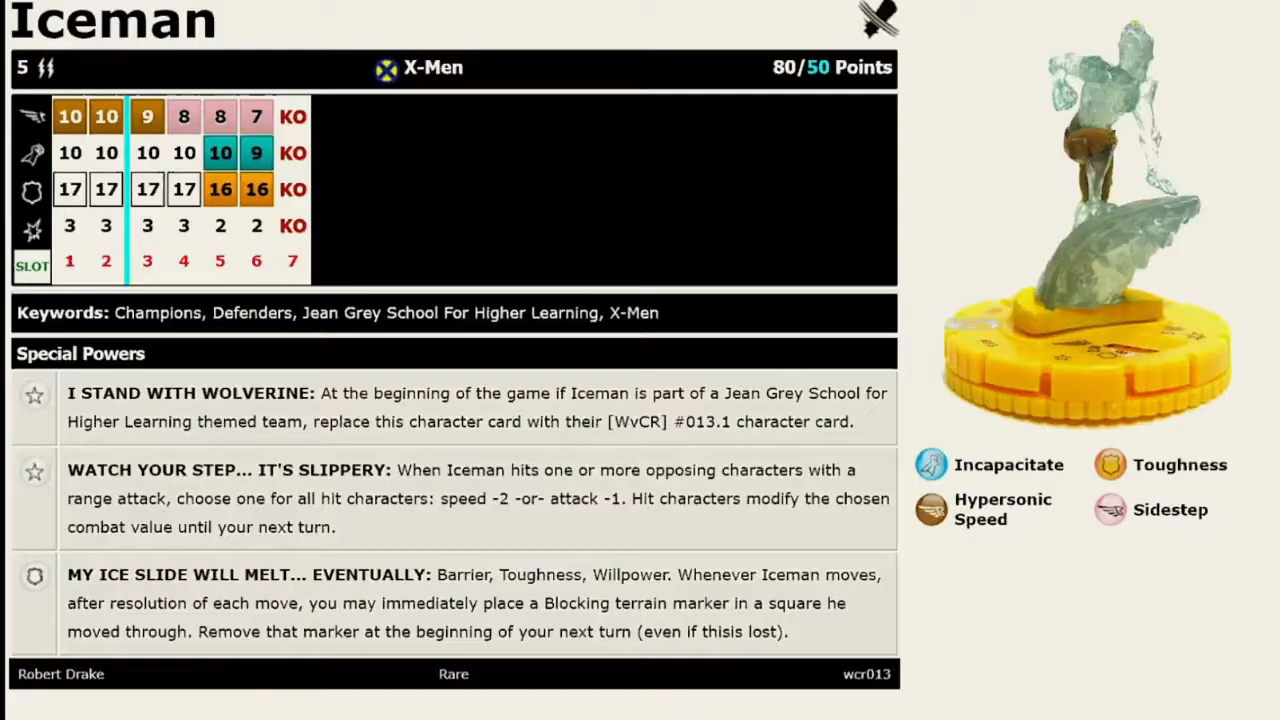 Iceman
5 X-Men 80/50 Points
10 10 9 8 8 7 KO
10 10 10 10 10 9 KO
17 17 17 17 16 16 KO
3 3 3 3 2 2 KO
SLOT 1 2 3 4 5 6 7
Keywords: Champions, Defenders, Jean Grey School For Higher Learning, X-Men
Special Powers
I STAND WITH WOLVERINE: At the beginning of the game if Iceman is part of a Jean Grey School for
Higher Learning themed team, replace this character card with their [WvCR] #013.1 character card.
WATCH YOUR STEP... IT'S SLIPPERY: When Iceman hits one or more opposing characters with a
range attack, choose one for all hit characters: speed -2 -or- attack -1. Hit characters modify the chosen
combat value until your next turn.
MY ICE SLIDE WILL MELT... EVENTUALLY: Barrier, Toughness, Willpower. Whenever Iceman moves,
after resolution of each move, you may immediately place a Blocking terrain marker in a square he
moved through. Remove that marker at the beginning of your next turn (even if thisis lost).
Robert Drake Rare wcr013
Incapacitate Toughness
Hypersonic
Speed
Sidestep